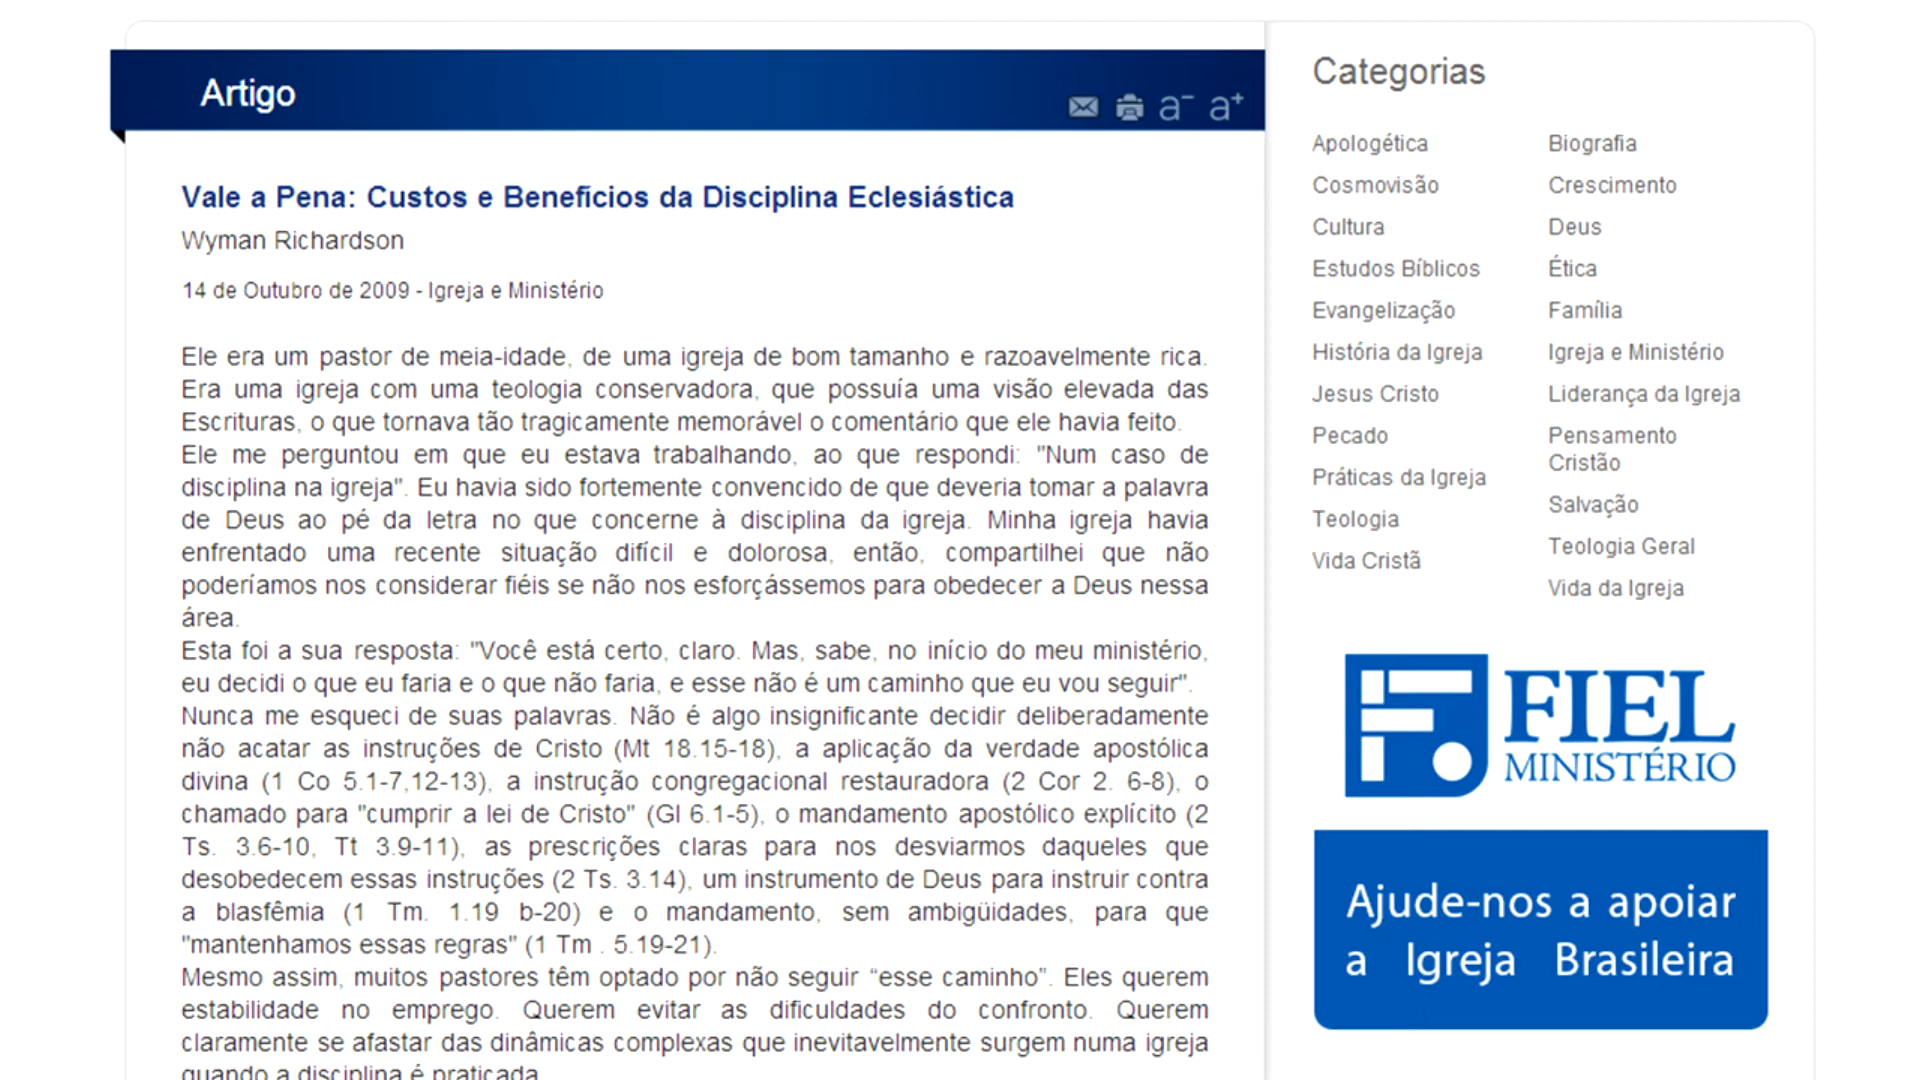 Artigo
a- a+
Vale a Pena: Custos e Benefícios da Disciplina Eclesiástica
Wyman Richardson
14 de Outubro de 2009 - Igreja e Ministério
Ele era um pastor de meia-idade, de uma igreja de bom tamanho e razoavelmente rica.
Era uma igreja com uma teologia conservadora, que possuía uma visão elevada das
Escrituras, o que tornava tão tragicamente memorável o comentário que ele havia feito.
Ele me perguntou em que eu estava trabalhando, ao que respondi: "Num caso de
disciplina na igreja". Eu havia sido fortemente convencido de que deveria tomar a palavra
de Deus ao pé da letra no que concerne à disciplina da igreja. Minha igreja havia
enfrentado uma recente situação difícil e dolorosa, então, compartilhei que não
poderíamos nos considerar fiéis se não nos esforçássemos para obedecer a Deus nessa
área.
Esta foi a sua resposta: "Você está certo, claro. Mas, sabe, no início do meu ministério,
eu decidi o que eu faria e o que não faria, e esse não é um caminho que eu vou seguir".
Nunca me esqueci de suas palavras. Não é algo insignificante decidir deliberadamente
não acatar as instruções de Cristo (Mt 18.15-18), a aplicação da verdade apostólica
divina (1 Co 5.1-7,12-13), a instrução congregacional restauradora (2 Cor 2. 6-8), o
chamado para "cumprir a lei de Cristo" (Gl 6.1-5), o mandamento apostólico explícito (2
Ts. 3.6-10, Tt 3.9-11), as prescrições claras para nos desviarmos daqueles que
desobedecem essas instruções (2 Ts. 3.14), um instrumento de Deus para instruir contra
a blasfêmia (1 Tm. 1.19 b-20) e o mandamento, sem ambigüidades, para que
"mantenhamos essas regras" (1 Tm . 5.19-21).
Mesmo assim, muitos pastores têm optado por não seguir “esse caminho”. Eles querem
estabilidade no emprego. Querem evitar as dificuldades do confronto. Querem
claramente se afastar das dinâmicas complexas que inevitavelmente surgem numa igreja
quando a disciplina é praticada.
Categorias
Apologética
Cosmovisão
Cultura
Estudos Bíblicos
Evangelização
História da Igreja
Jesus Cristo
Pecado
Práticas da Igreja
Teologia
Vida Cristã
Biografia
Crescimento
Deus
Ética
Família
Igreja e Ministério
Liderança da Igreja
Pensamento
Cristão
Salvação
Teologia Geral
Vida da Igreja
FIEL
MINISTÉRIO
Ajude-nos a apoiar
a Igreja Brasileira